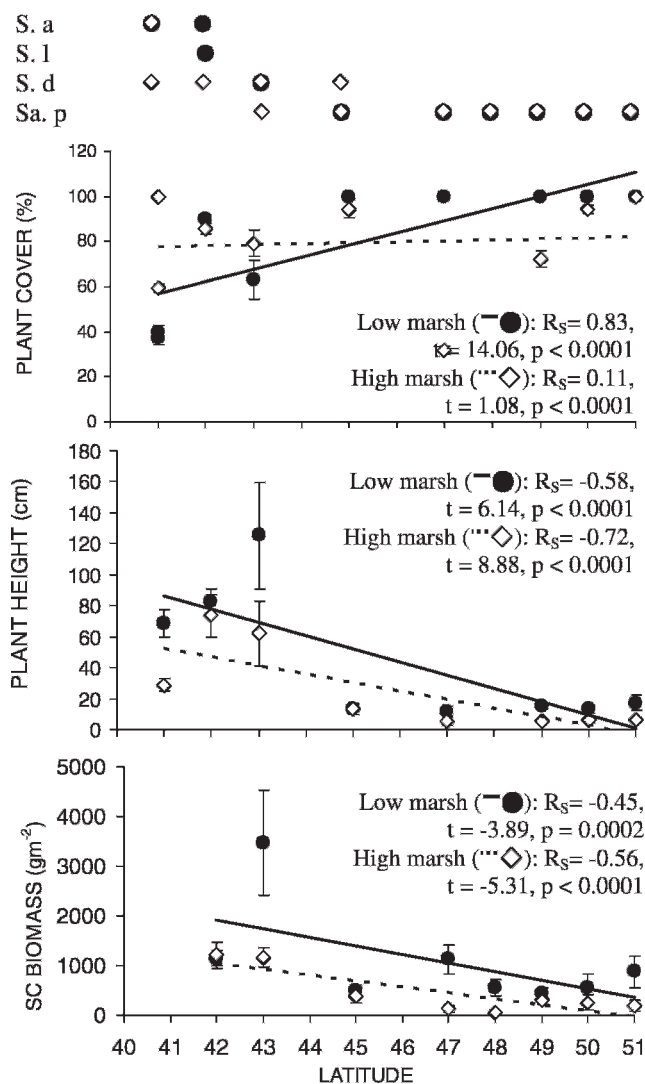 S. a
S. l
S. d
Sa. p
PLANT COVER (%)
120
100
80
60
40
20
0
Low marsh (): Rs= 0.83,
t= 14.06, p < 0.0001
High marsh (): Rs= 0.11,
t = 1.08, p < 0.0001
PLANT HEIGHT (cm)
180
160
140
120
100
80
60
40
20
0
Low marsh (): Rs= -0.58,
t = 6.14, p < 0.0001
High marsh (): Rs= -0.72,
t = 8.88, p < 0.0001
SC BIOMASS (gm-2)
5000
4000
3000
2000
1000
0
Low marsh (): Rs= -0.45,
t = -3.89, p = 0.0002
High marsh (): Rs= -0.56,
t = -5.31, p < 0.0001
40 41 42 43 44 45 46 47 48 49 50 51
LATITUDE